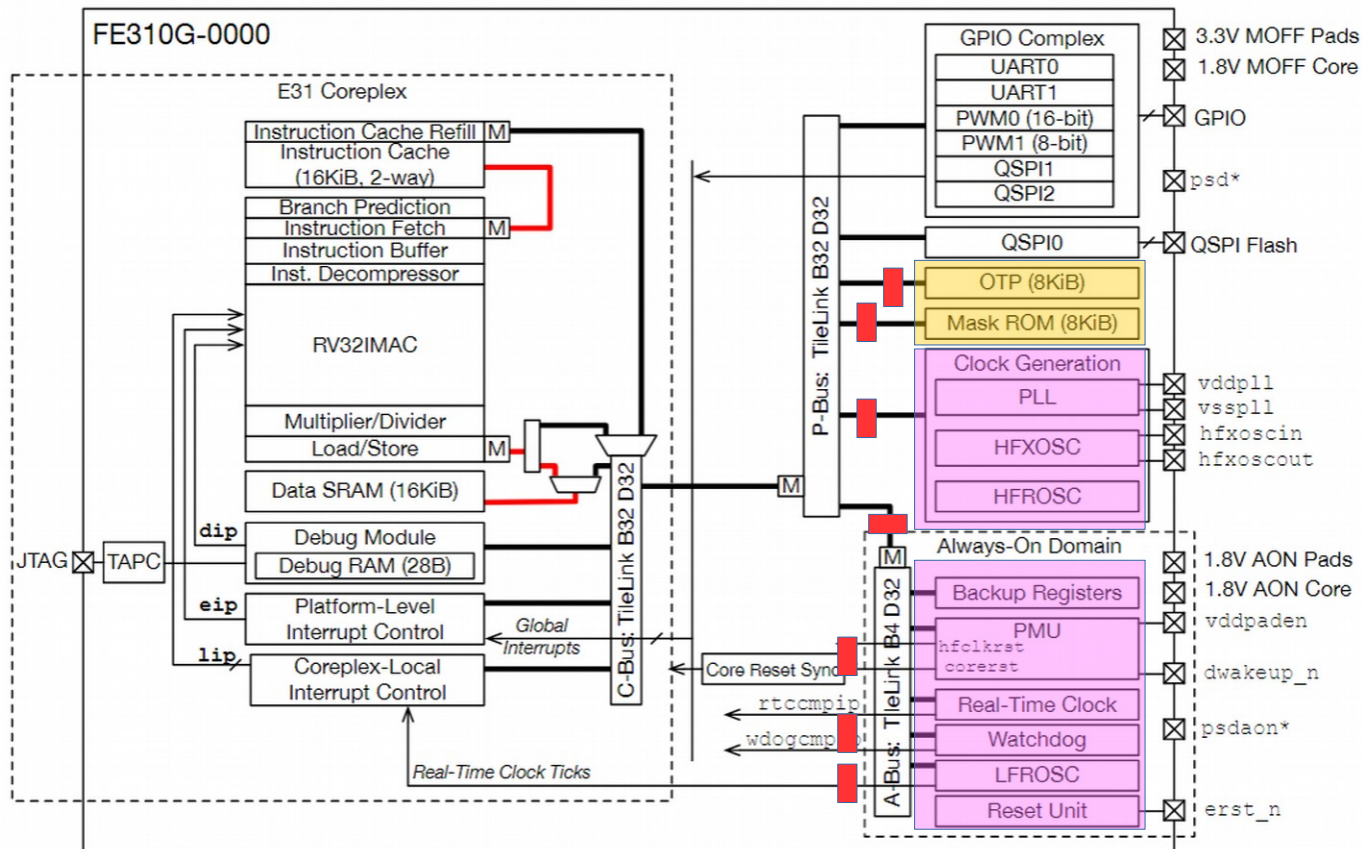 FE310G-0000
E31 Coreplex
Instruction Cache Refill
M
Instruction Cache
(16KiB, 2-way)
Branch Prediction
Instruction Fetch
M
Instruction Buffer
Inst. Decompressor
RV32IMAC
Multiplier/Divider
Load/Store
M
Data SRAM (16KiB)
dip
Debug Module
Debug RAM (28B)
JTAG
TAPC
eip
Platform-Level
Interrupt Control
lip
Coreplex-Local
Interrupt Control
C-Bus: TileLink B32 D32
Global
Interrupts
Real-Time Clock Ticks
M
P-Bus: TileLink B32 D32
GPIO Complex
UART0
UART1
PWM0 (16-bit)
PWM1 (8-bit)
QSPI1
QSPI2
QSPI0
OTP (8KiB)
Mask ROM (8KiB)
Clock Generation
PLL
HFXOSC
HFROSC
Always-On Domain
M
A-Bus: TileLink B4 D32
Backup Registers
PMU
hfclkrst
corerst
Core Reset Sync
rtccmpip
Real-Time Clock
Watchdog
LFROSC
Reset Unit
3.3V MOFF Pads
1.8V MOFF Core
GPIO
psd*
QSPI Flash
vddpll
vsspll
hfxoscin
hfxoscout
1.8V AON Pads
1.8V AON Core
vddpaden
dwakeup_n
psdaon*
erst_n